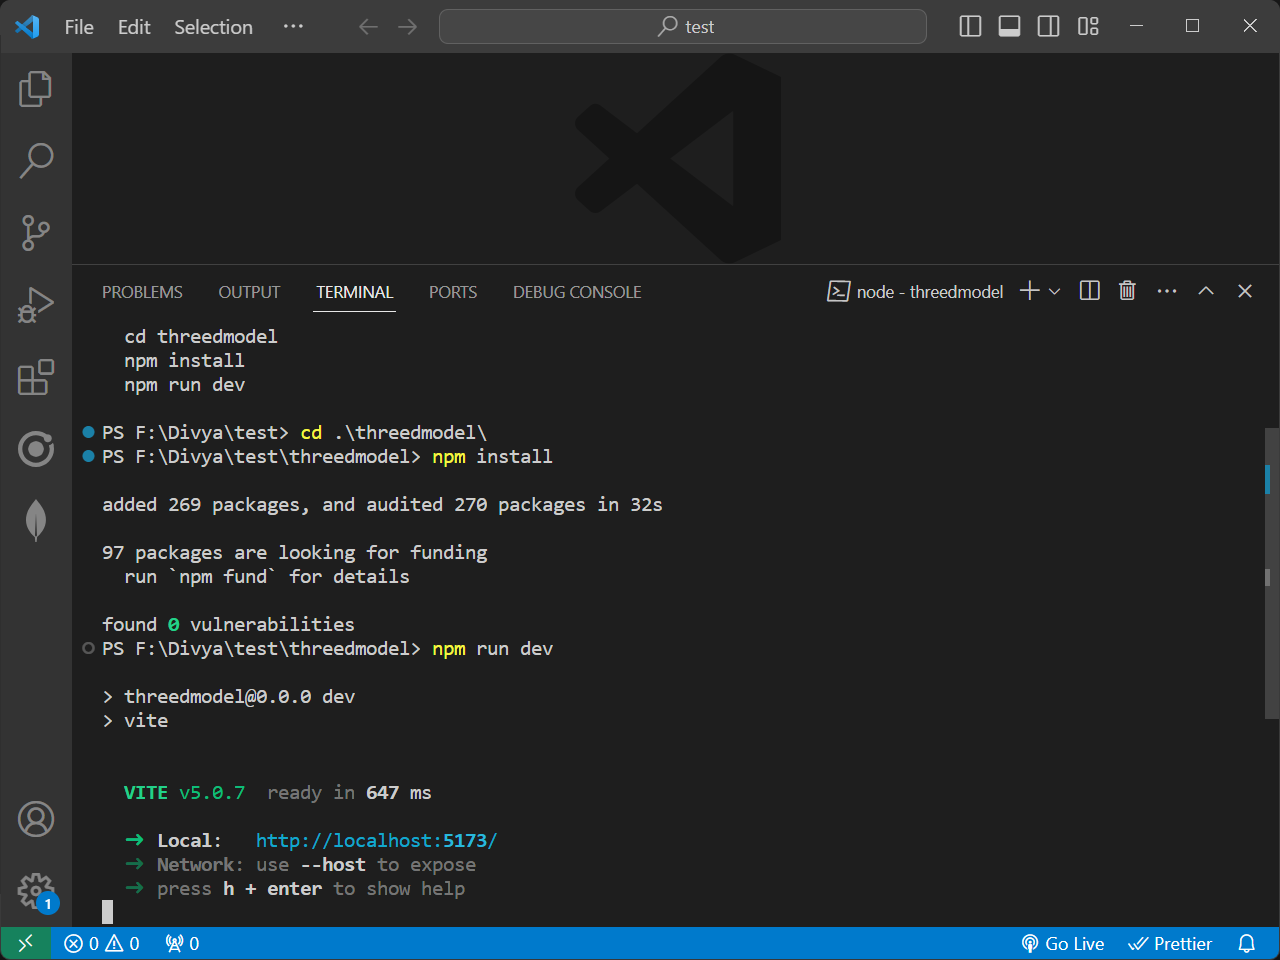 File Edit Selection ··· test
PROBLEMS OUTPUT TERMINAL PORTS DEBUG CONSOLE node - threedmodel
cd threedmodel
npm install
npm run dev
PS F:\Divya\test> cd .\threedmodel\
PS F:\Divya\test\threedmodel> npm install
added 269 packages, and audited 270 packages in 32s
97 packages are looking for funding
run `npm fund` for details
found 0 vulnerabilities
PS F:\Divya\test\threedmodel> npm run dev
> threedmodel@0.0.0 dev
> vite
VITE v5.0.7 ready in 647 ms
➜ Local: http://localhost:5173/
➜ Network: use --host to expose
➜ press h + enter to show help
1
0 0 0 Go Live Prettier